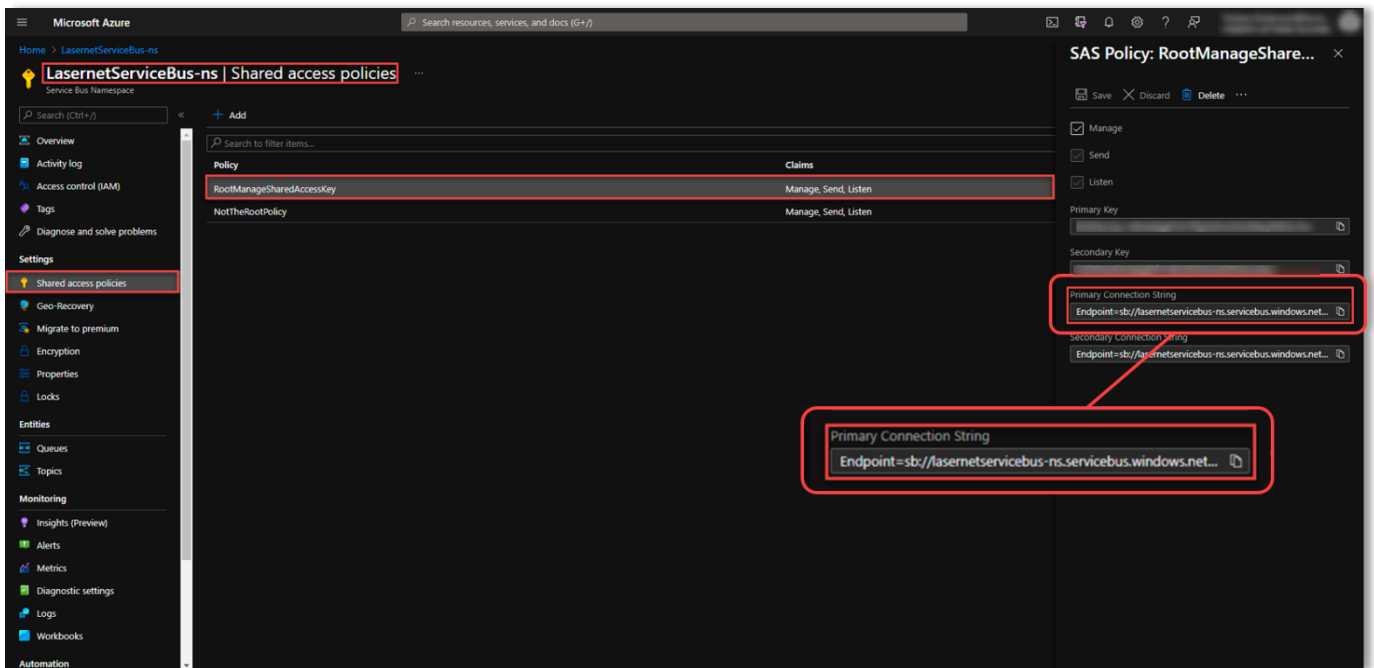 Microsoft Azure
Search resources, services, and docs (G+/)
Home > LasernetServiceBus-ns
LasernetServiceBus-ns | Shared access policies ...
Service Bus Namespace
Search (Ctrl+/)
«
Overview
Activity log
Access control (IAM)
Tags
Diagnose and solve problems
Settings
Shared access policies
Geo-Recovery
Migrate to premium
Encryption
Properties
Locks
Entities
Queues
Topics
Monitoring
Insights (Preview)
Alerts
Metrics
Diagnostic settings
Logs
Workbooks
Automation
+ Add
Search to filter items...
Policy Claims
RootManageSharedAccessKey Manage, Send, Listen
NotTheRootPolicy Manage, Send, Listen
SAS Policy: RootManageShare...
Save Discard Delete ...
Manage
Send
Listen
Primary Key
Secondary Key
Primary Connection String
Endpoint=sb://lasernetservicebus-ns.servicebus.windows.net...
Secondary Connection String
Endpoint=sb://lasernetservicebus-ns.servicebus.windows.net...
Primary Connection String
Endpoint=sb://lasernetservicebus-ns.servicebus.windows.net...